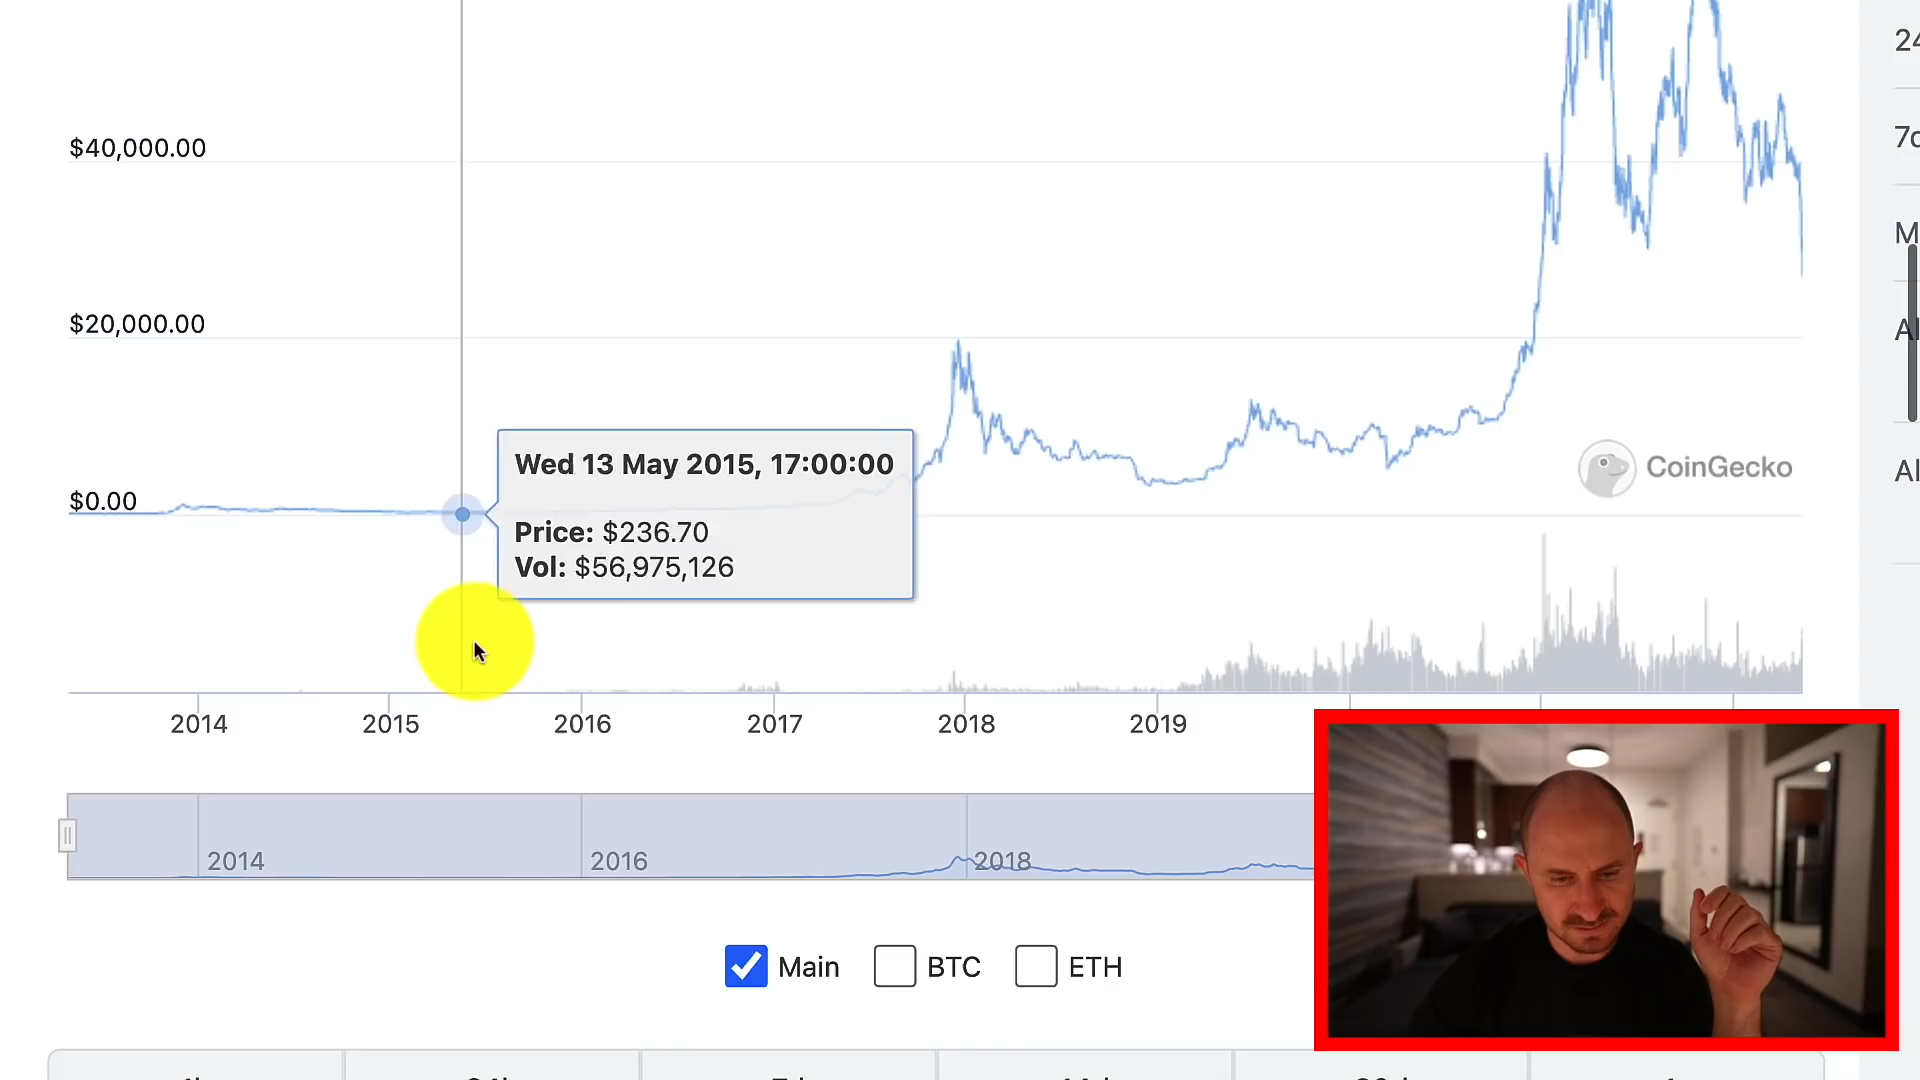 $40,000.00
$20,000.00
$0.00
Wed 13 May 2015, 17:00:00
Price: $236.70
Vol: $56,975,126
CoinGecko
2014 2015 2016 2017 2018 2019
2014 2016 2018
Main BTC ETH